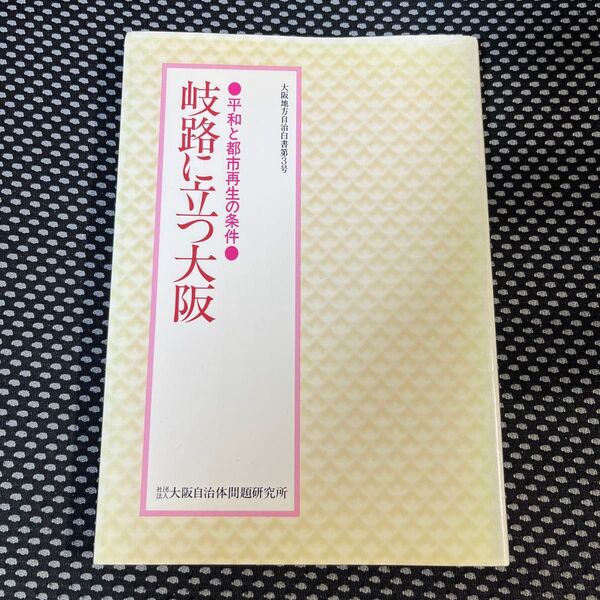 大阪地方自治白書第3号
●平和と都市再生の条件●
岐路に立つ大阪
社団法人 大阪自治体問題研究所